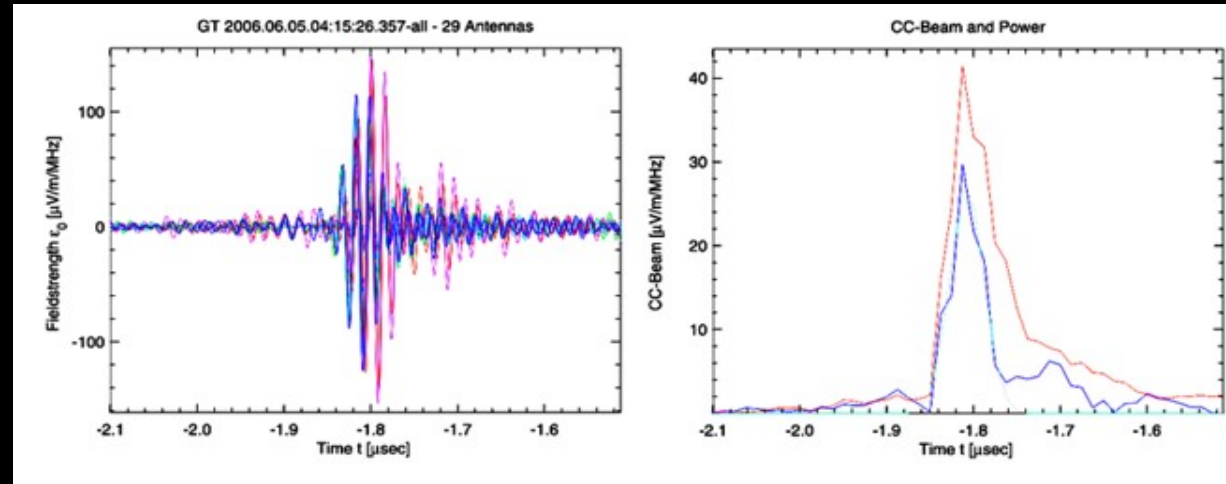 GT 2006.06.05.04:15:26.357-all - 29 Antennas
Fieldstrength ε0 [μV/m/MHz]
100
0
-100
-2.1 -2.0 -1.9 -1.8 -1.7 -1.6
Time t [μsec]
CC-Beam and Power
CC-Beam [μV/m/MHz]
40
30
20
10
-2.1 -2.0 -1.9 -1.8 -1.7 -1.6
Time t [μsec]